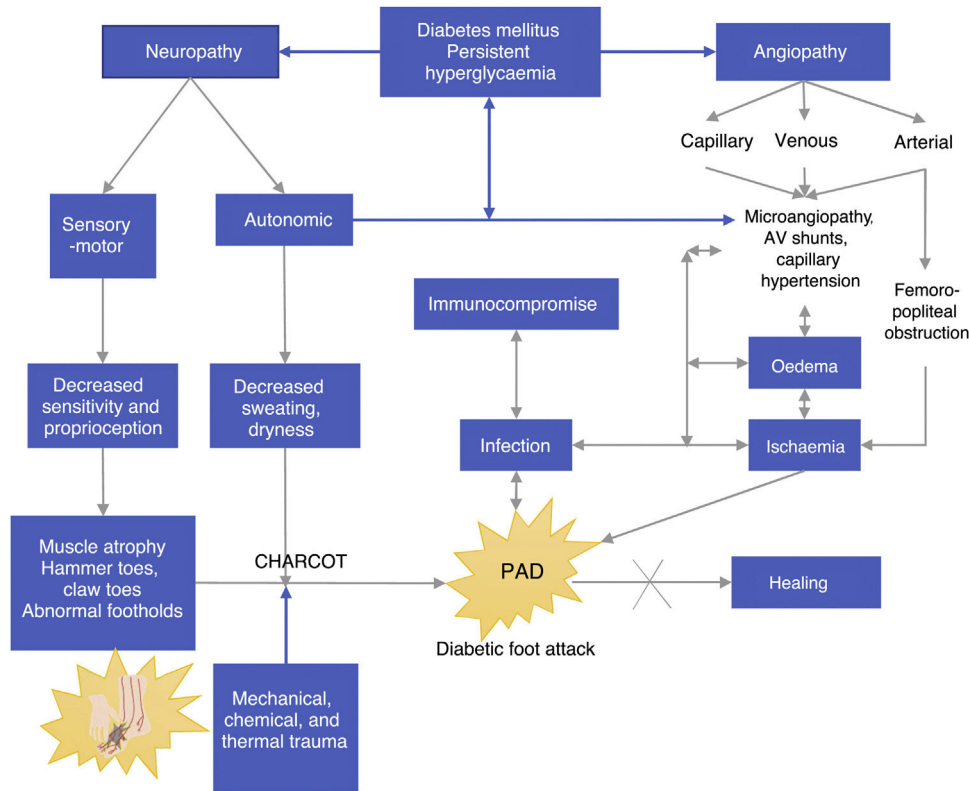 Neuropathy
Diabetes mellitus
Persistent
hyperglycaemia
Angiopathy
Capillary
Venous
Arterial
Sensory
-motor
Autonomic
Microangiopathy,
AV shunts,
capillary
hypertension
Femoro-
popliteal
obstruction
Immunocompromise
Decreased
sensitivity and
proprioception
Decreased
sweating,
dryness
Oedema
Infection
Ischaemia
Muscle atrophy
Hammer toes,
claw toes
Abnormal footholds
CHARCOT
PAD
Healing
Diabetic foot attack
Mechanical,
chemical, and
thermal trauma